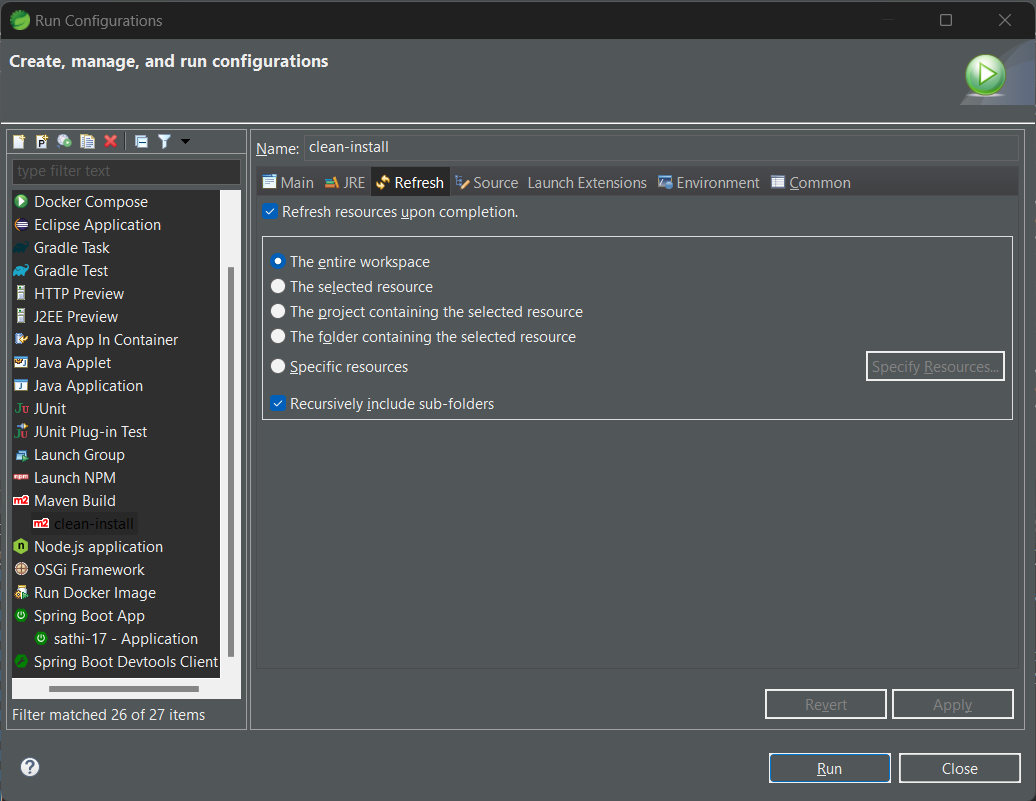 Run Configurations
Create, manage, and run configurations
type filter text
Docker Compose
Eclipse Application
Gradle Task
Gradle Test
HTTP Preview
J2EE Preview
Java App In Container
Java Applet
Java Application
JUnit
JUnit Plug-in Test
Launch Group
Launch NPM
Maven Build
clean-install
Node.js application
OSGi Framework
Run Docker Image
Spring Boot App
sathi-17 - Application
Spring Boot Devtools Client
Filter matched 26 of 27 items
Name: clean-install
Main JRE Refresh Source Launch Extensions Environment Common
Refresh resources upon completion.
The entire workspace
The selected resource
The project containing the selected resource
The folder containing the selected resource
Specific resources Specify Resources...
Recursively include sub-folders
Revert Apply
Run Close